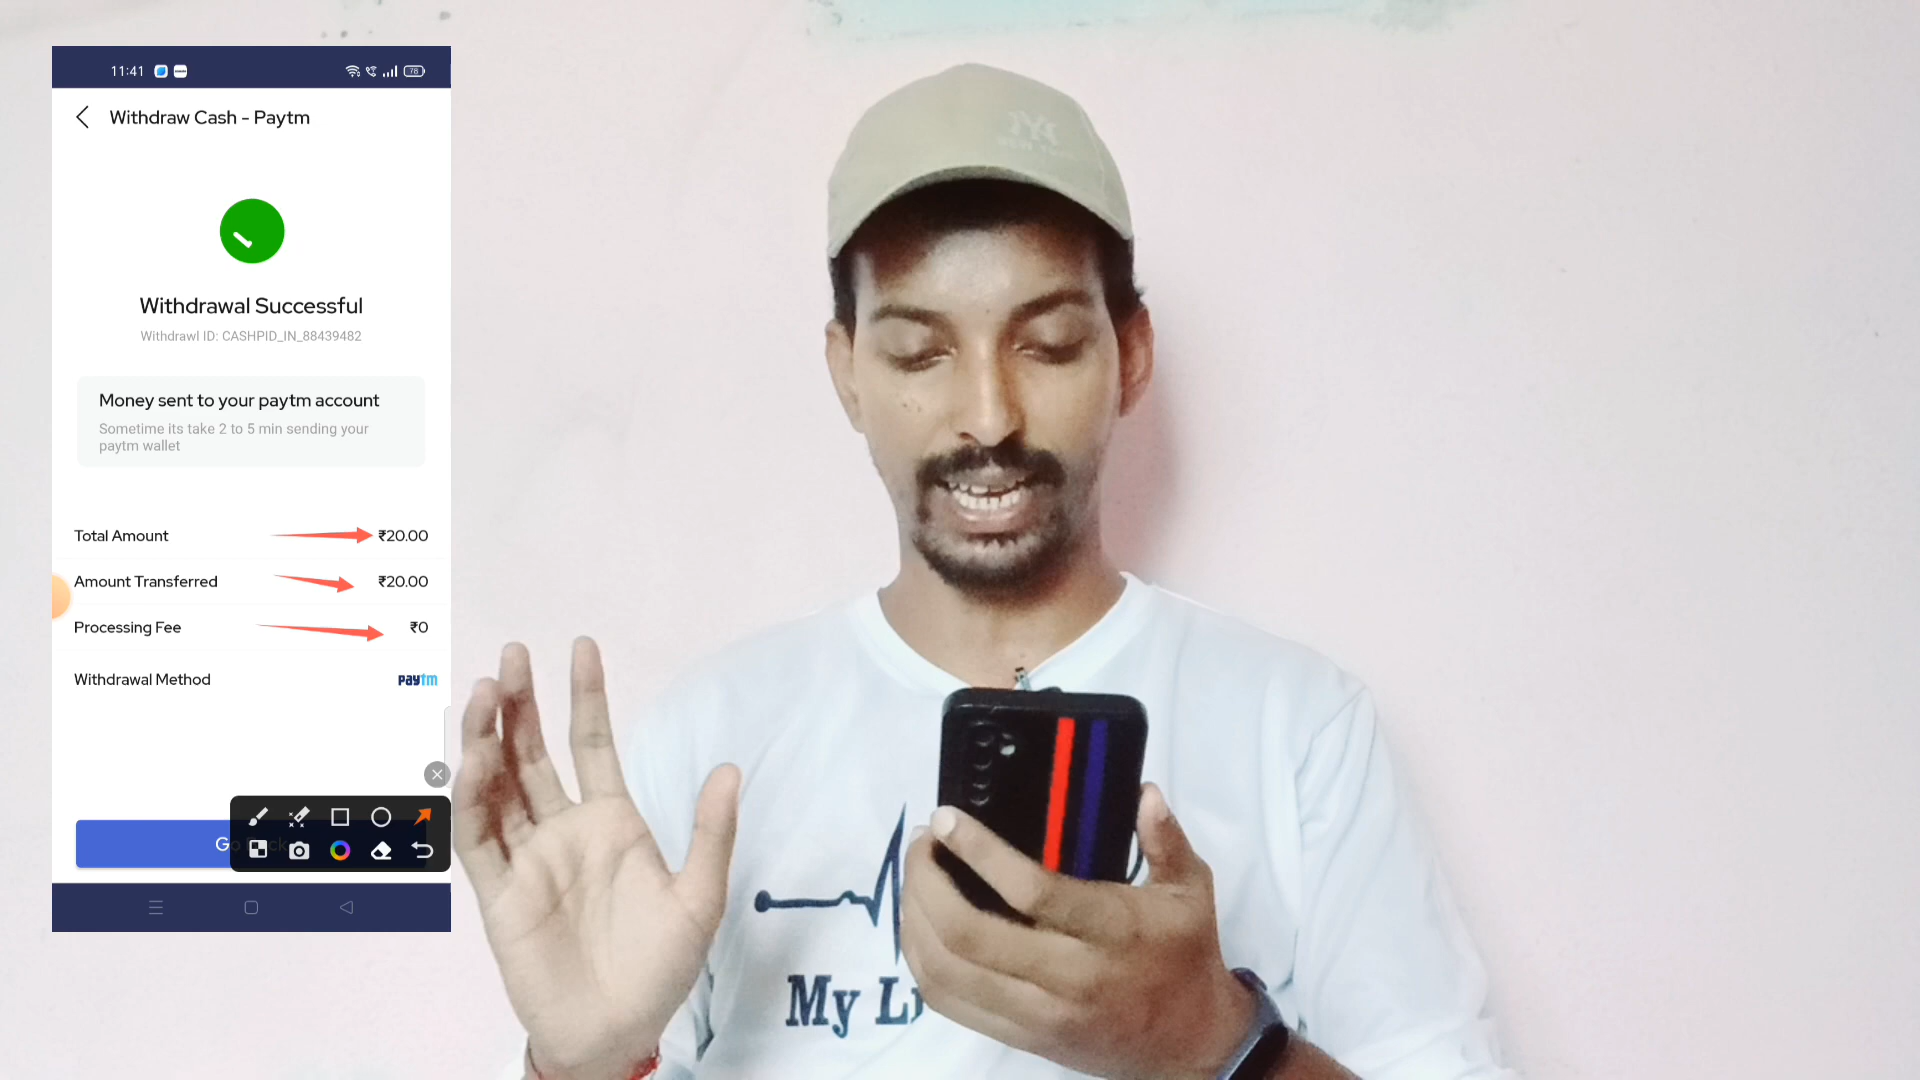 11:41
78
Withdraw Cash - Paytm
Withdrawal Successful
Withdrawl ID: CASHPID_IN_88439482
Money sent to your paytm account
Sometime its take 2 to 5 min sending your
paytm wallet
Total Amount ₹20.00
Amount Transferred ₹20.00
Processing Fee ₹0
Withdrawal Method paytm
NY
My